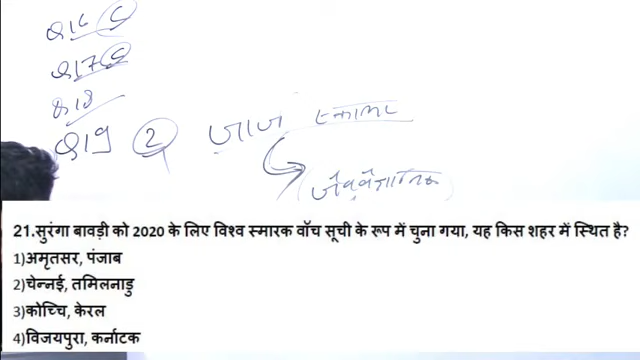 Q16 C
Q17 C
Q18
Q19 2 जार्ज
21.सुरंगा बावड़ी को 2020 के लिए विश्व स्मारक वॉच सूची के रूप में चुना गया, यह किस शहर में स्थित है?
1)अमृतसर, पंजाब
2)चेन्नई, तमिलनाडु
3)कोच्चि, केरल
4)विजयपुरा, कर्नाटक